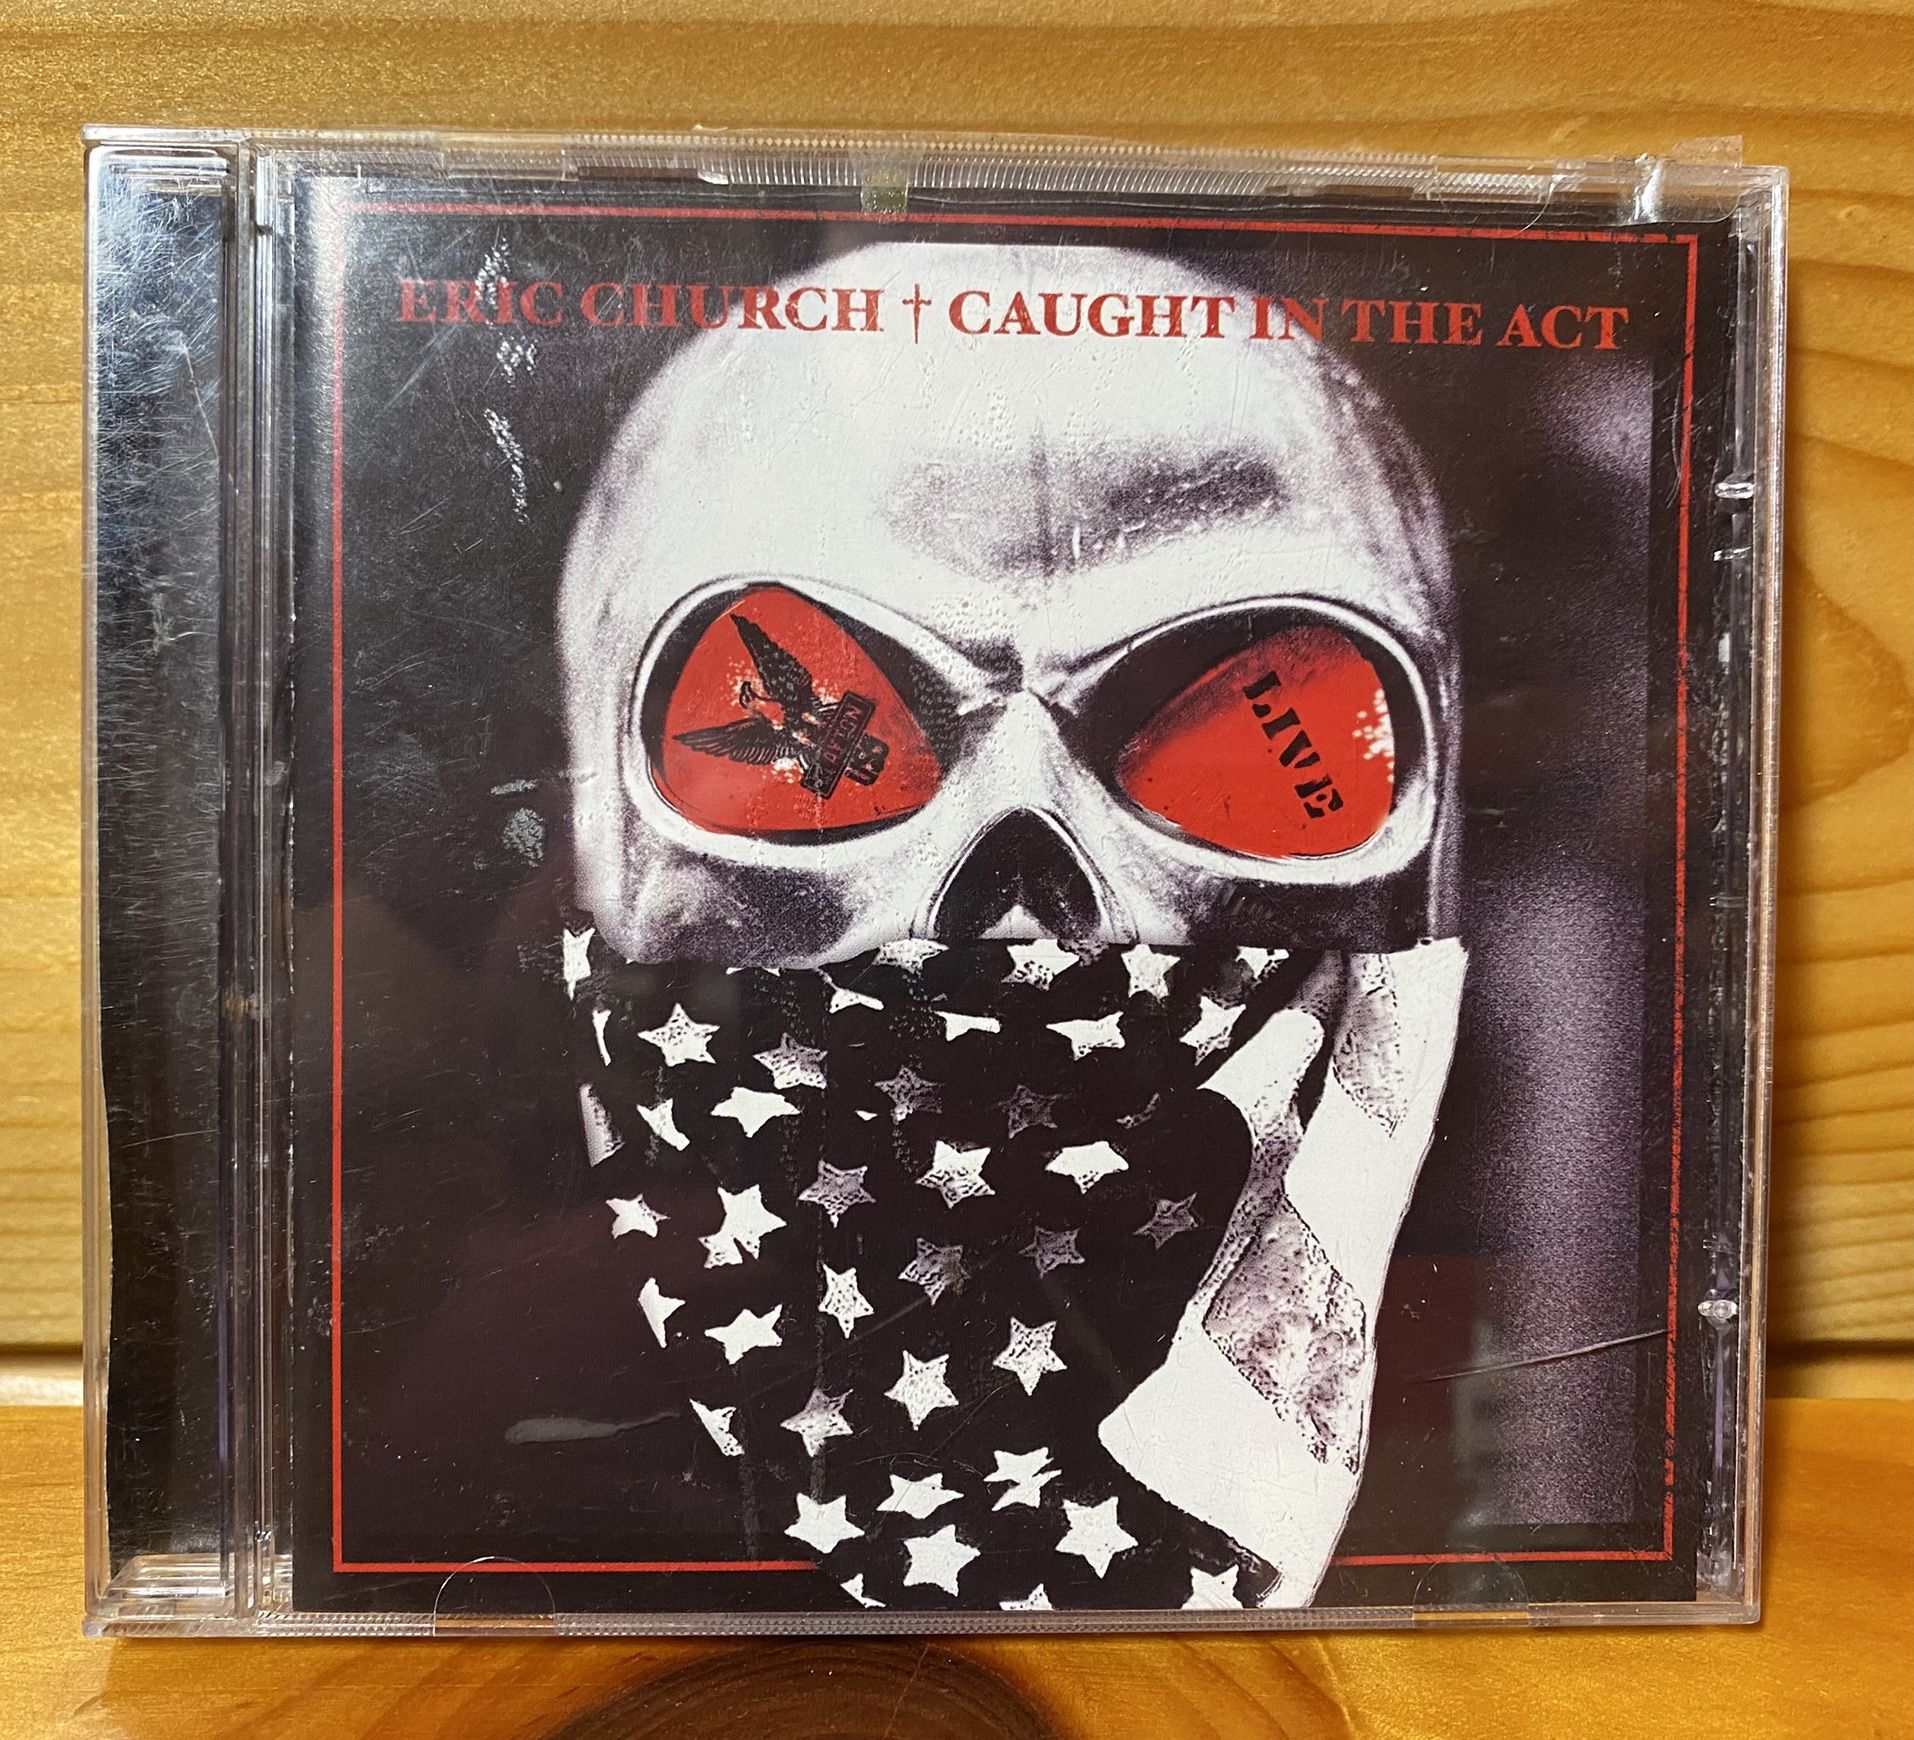 ERIC CHURCH † CAUGHT IN THE ACT
LIVE